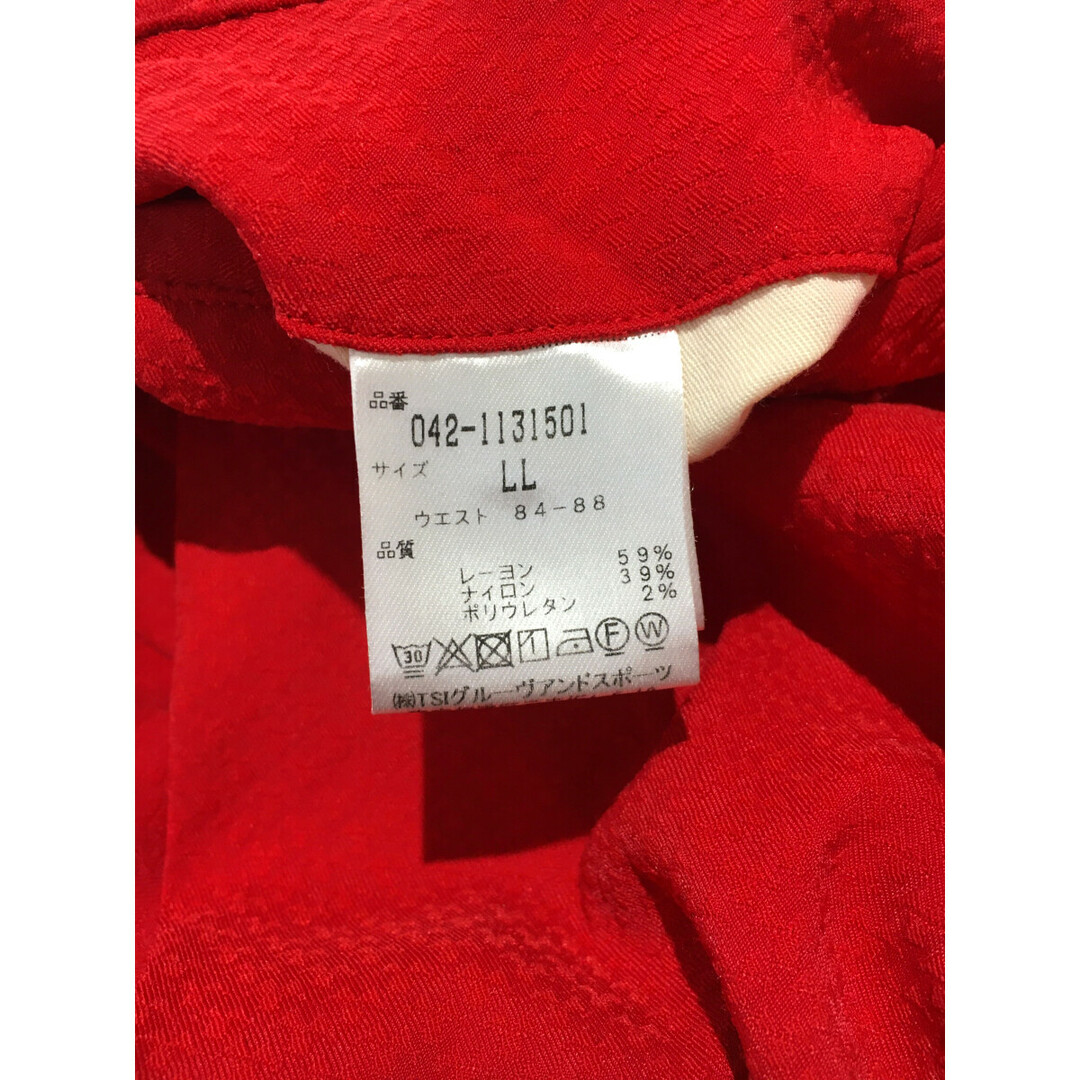 品番
042-1131501
サイズ LL
ウエスト 84-88
品質
レーヨン 59%
ナイロン 39%
ポリウレタン 2%
30 1 F W
㈱TSIグルーヴアンドスポーツ